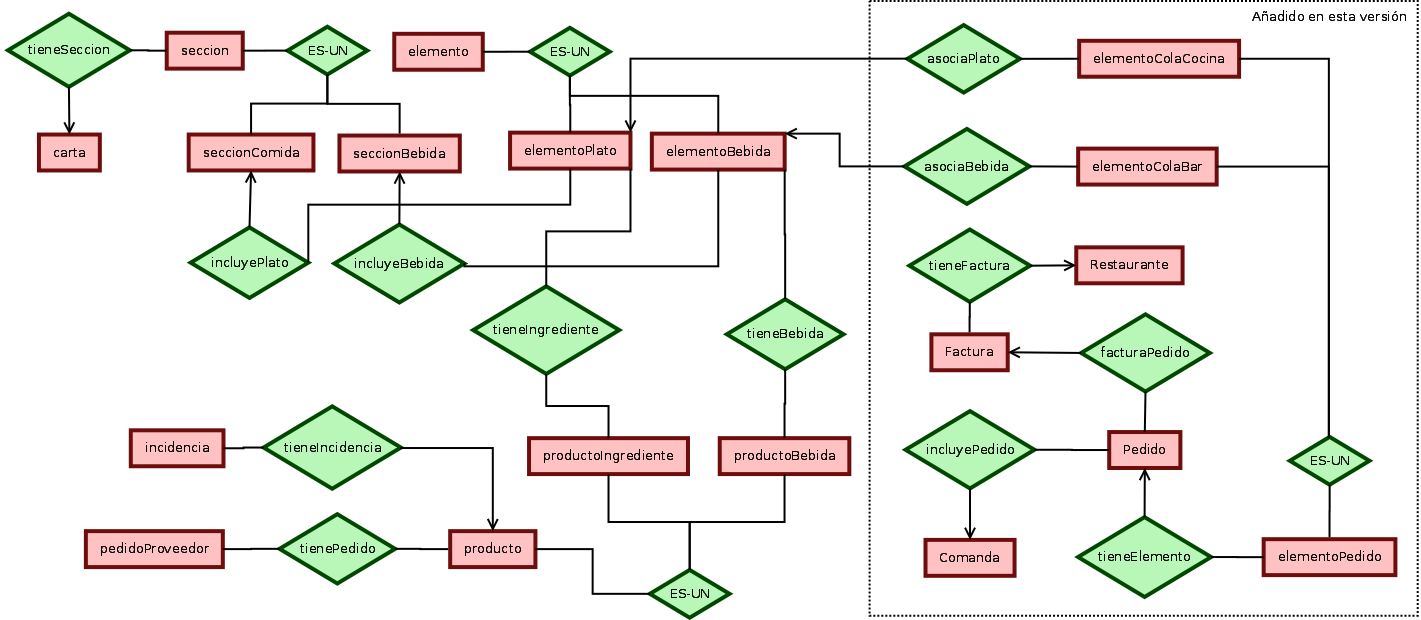 Añadido en esta versión
tieneSeccion
seccion
ES-UN
elemento
ES-UN
asociaPlato
elementoColaCocina
carta
seccionComida
seccionBebida
elementoPlato
elementoBebida
asociaBebida
elementoColaBar
incluyePlato
incluyeBebida
tieneFactura
Restaurante
tieneIngrediente
tieneBebida
Factura
facturaPedido
incidencia
tieneIncidencia
productoIngrediente
productoBebida
incluyePedido
Pedido
ES-UN
pedidoProveedor
tienePedido
producto
ES-UN
Comanda
tieneElemento
elementoPedido